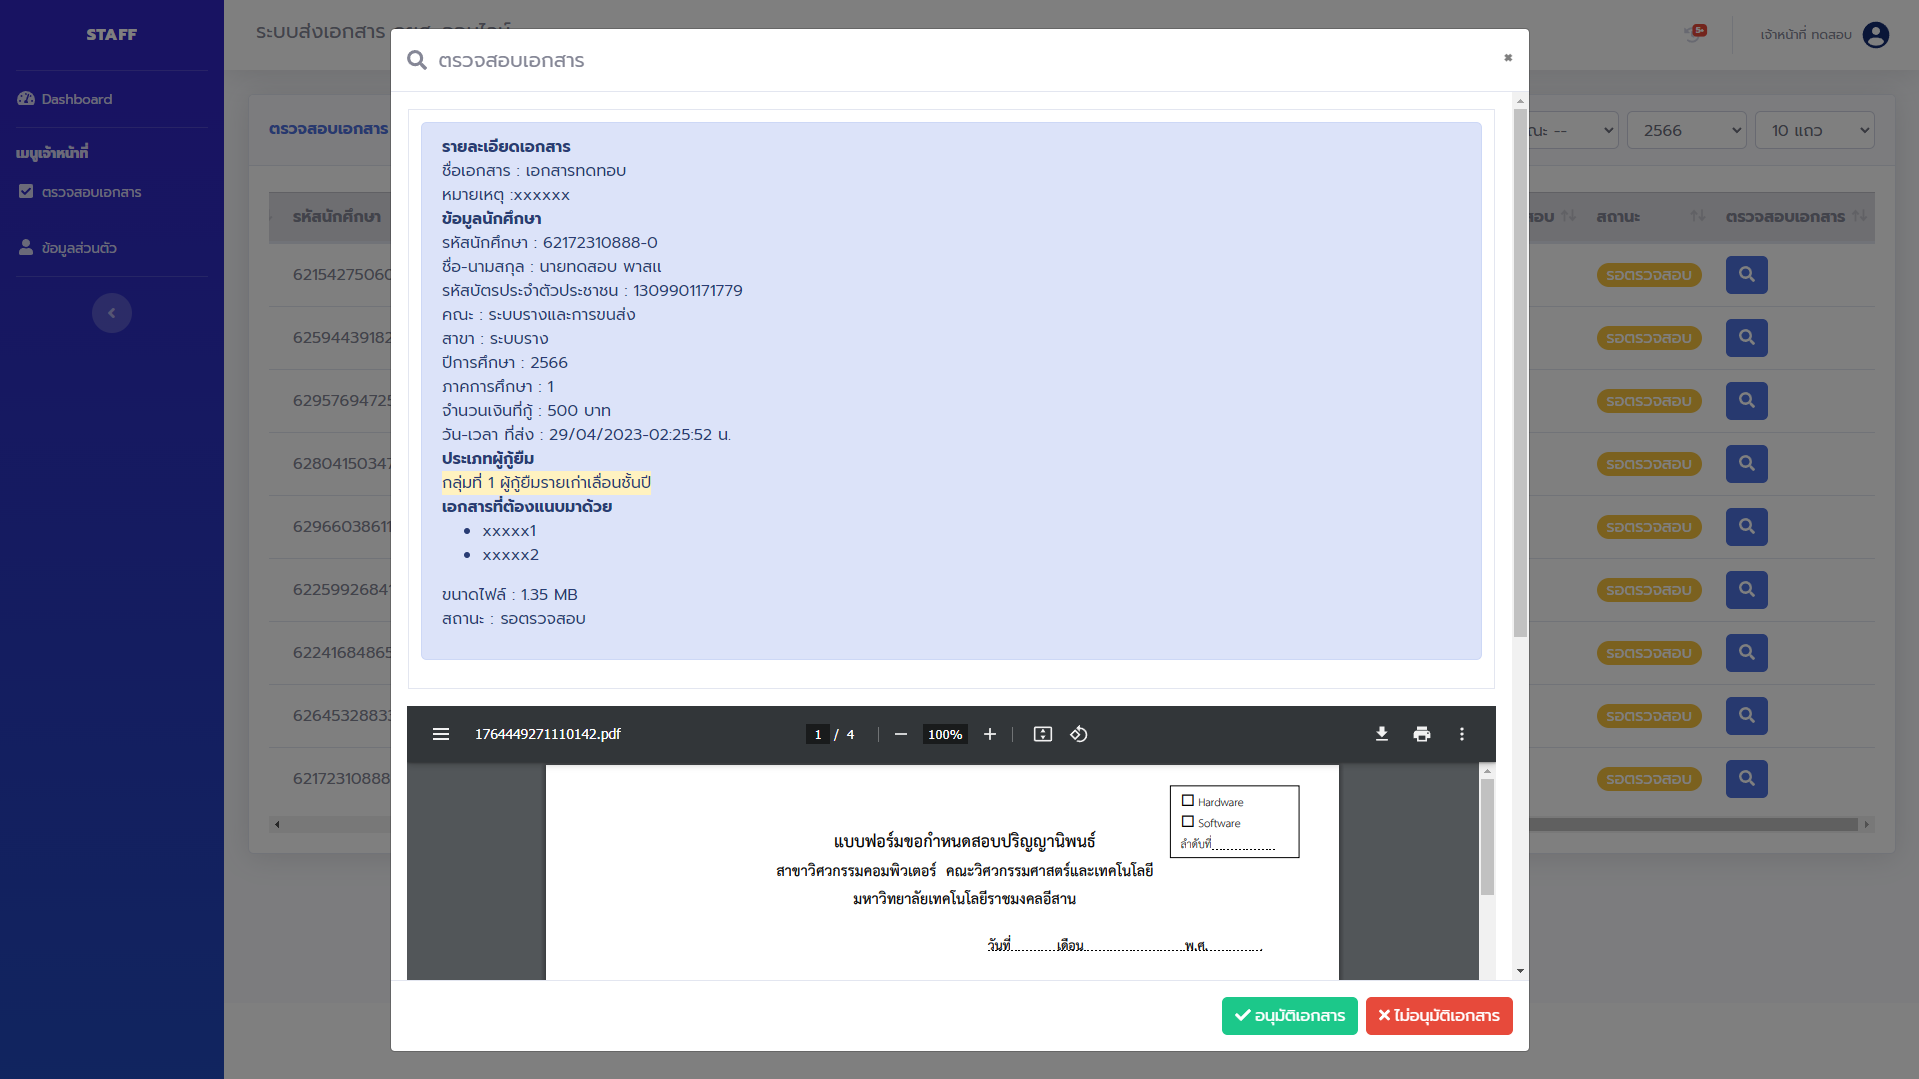 STAFF
Dashboard
เมนูเจ้าหน้าที่
ตรวจสอบเอกสาร
ข้อมูลส่วนตัว
ระบบส่งเอกสาร
5+
เจ้าหน้าที่ ทดสอบ
ตรวจสอบเอกสาร
ณะ --
2566
10 แถว
รหัสนักศึกษา
สอบ
สถานะ
ตรวจสอบเอกสาร
6215427506
รอตรวจสอบ
6259443918
รอตรวจสอบ
6295769472
รอตรวจสอบ
6280415034
รอตรวจสอบ
6296603861
รอตรวจสอบ
6225992684
รอตรวจสอบ
6224168486
รอตรวจสอบ
6264532883
รอตรวจสอบ
62172310888
รอตรวจสอบ
ตรวจสอบเอกสาร
รายละเอียดเอกสาร
ชื่อเอกสาร : เอกสารทดทอบ
หมายเหตุ :xxxxxx
ข้อมูลนักศึกษา
รหัสนักศึกษา : 62172310888-0
ชื่อ-นามสกุล : นายทดสอบ พาสแ
รหัสบัตรประจำตัวประชาชน : 1309901171779
คณะ : ระบบรางและการขนส่ง
สาขา : ระบบราง
ปีการศึกษา : 2566
ภาคการศึกษา : 1
จำนวนเงินที่กู้ : 500 บาท
วัน-เวลา ที่ส่ง : 29/04/2023-02:25:52 น.
ประเภทผู้กู้ยืม
กลุ่มที่ 1 ผู้กู้ยืมรายเก่าเลื่อนชั้นปี
เอกสารที่ต้องแนบมาด้วย
• xxxxx1
• xxxxx2
ขนาดไฟล์ : 1.35 MB
สถานะ : รอตรวจสอบ
1764449271110142.pdf
1 / 4
100%
Hardware
Software
ลำดับที่...............
แบบฟอร์มขอกำหนดสอบปริญญานิพนธ์
สาขาวิศวกรรมคอมพิวเตอร์ คณะวิศวกรรมศาสตร์และเทคโนโลยี
มหาวิทยาลัยเทคโนโลยีราชมงคลอีสาน
วันที่...........เดือน........................พ.ศ..............
อนุมัติเอกสาร
ไม่อนุมัติเอกสาร